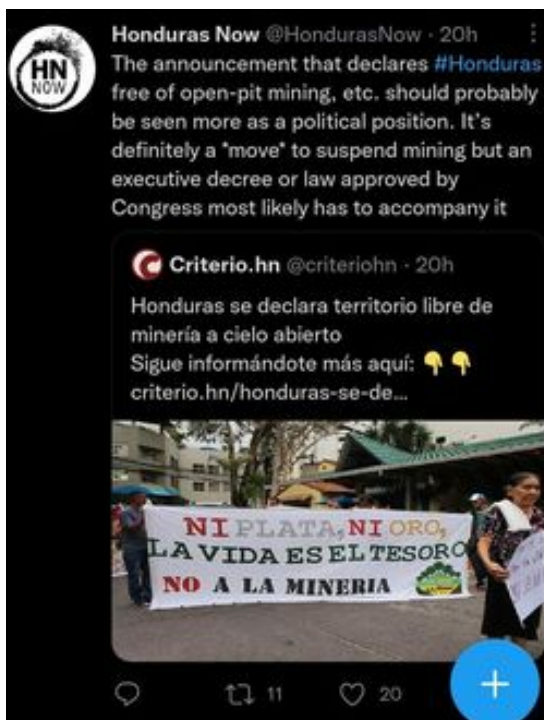 Honduras Now @HondurasNow · 20h
HN
NOW
The announcement that declares #Honduras
free of open-pit mining, etc. should probably
be seen more as a political position. It's
definitely a *move* to suspend mining but an
executive decree or law approved by
Congress most likely has to accompany it
Criterio.hn @criteriohn · 20h
Honduras se declara territorio libre de
minería a cielo abierto
Sigue informándote más aquí: 👇👇
criterio.hn/honduras-se-de...
NI PLATA, NI ORO,
LA VIDA ES EL TESORO
NO A LA MINERIA
11
20